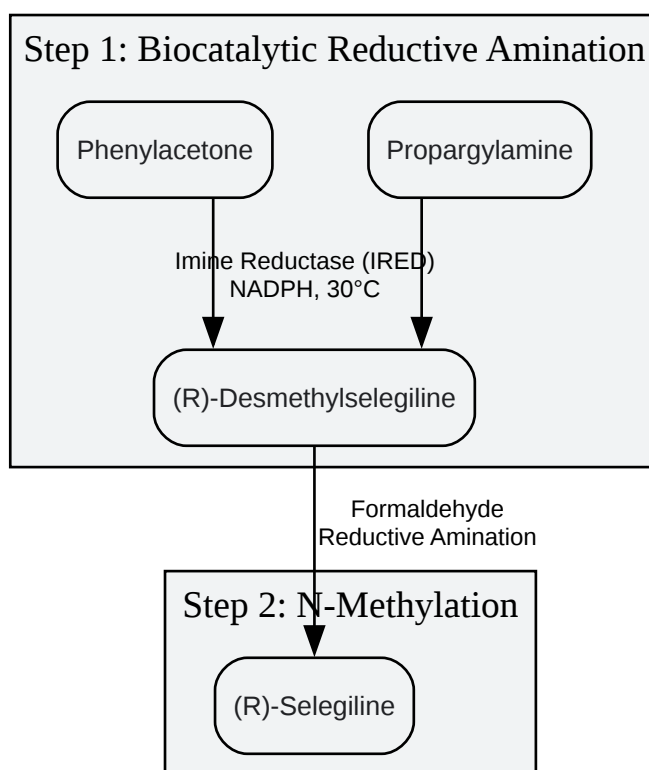 Step 1: Biocatalytic Reductive Amination
Phenylacetone
Propargylamine
Imine Reductase (IRED)
NADPH, 30°C
(R)-Desmethylselegiline
Formaldehyde
Reductive Amination
Step 2: N-Methylation
(R)-Selegiline